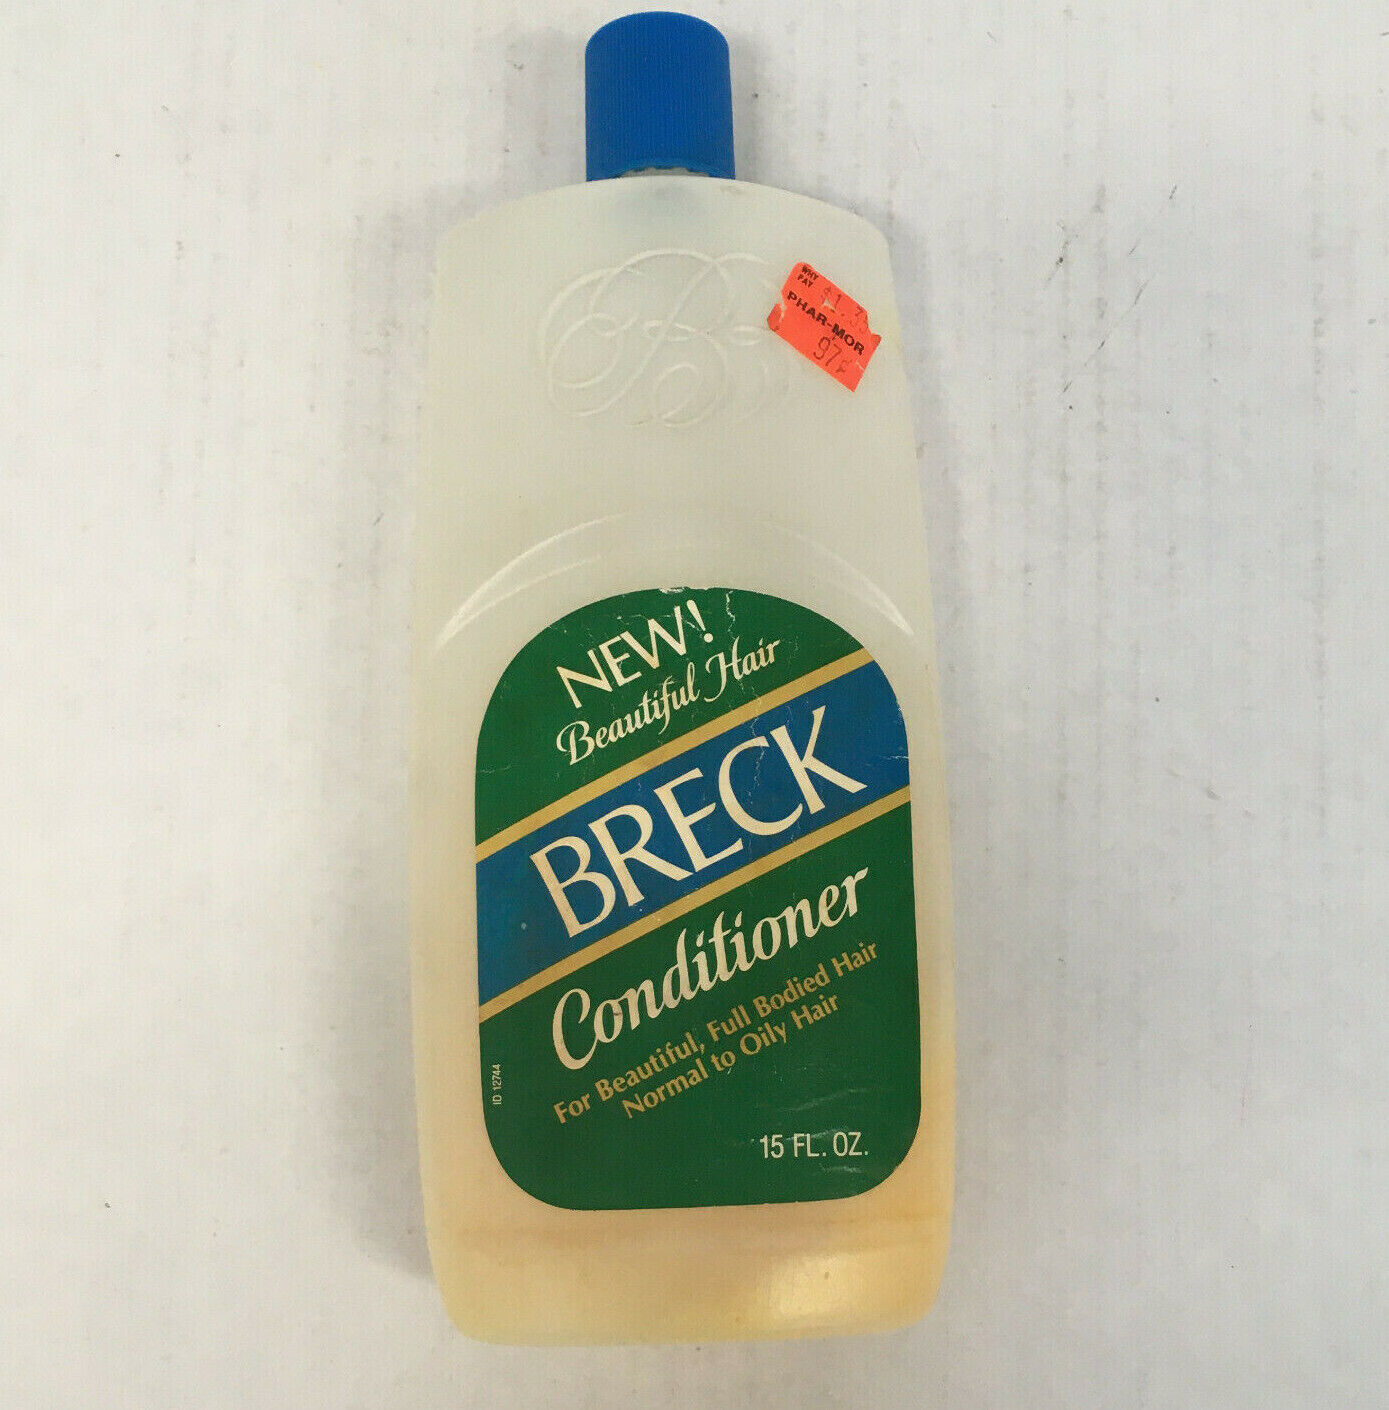 WHY
PAY
PHAR-MOR
97¢
NEW!
Beautiful Hair
BRECK
Conditioner
For Beautiful, Full Bodied Hair
Normal to Oily Hair
ID 12744
15 FL. OZ.